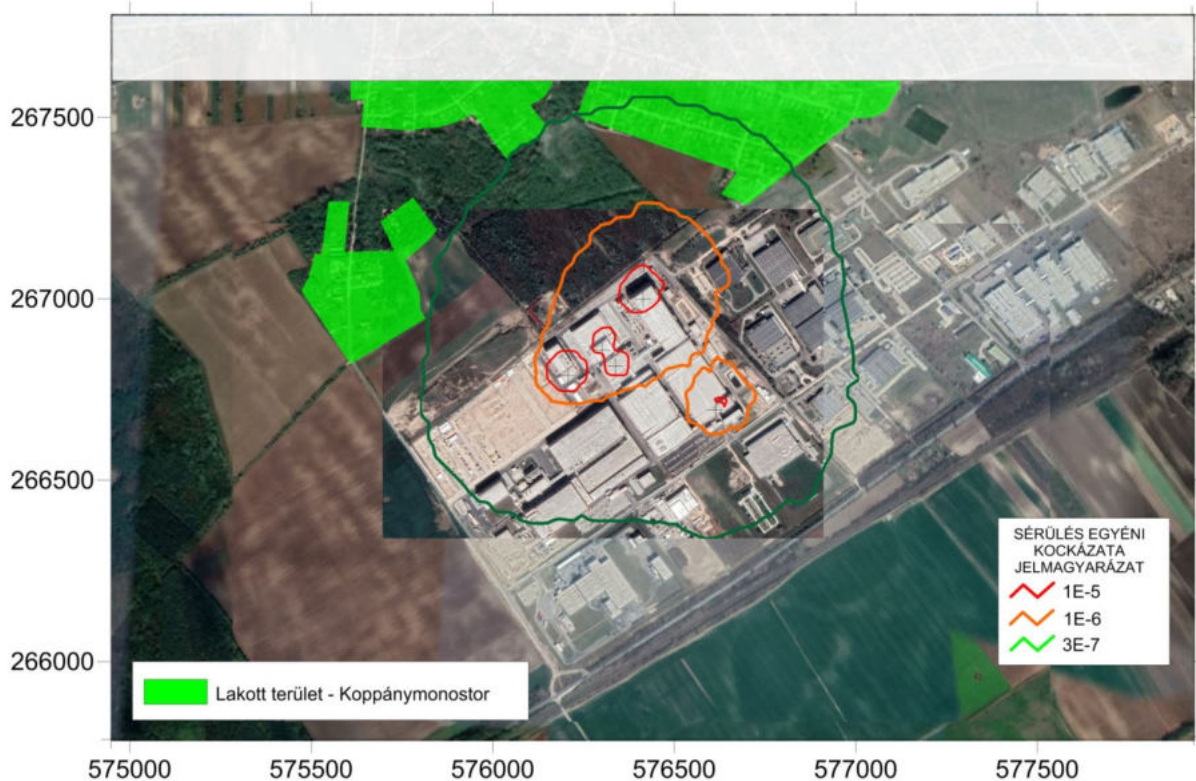 267500
267000
266500
266000
575000
575500
576000
576500
577000
577500
SÉRÜLÉS EGYÉNI
KOCKÁZATA
JELMAGYARÁZAT
1E-5
1E-6
3E-7
Lakott terület - Koppánymonostor